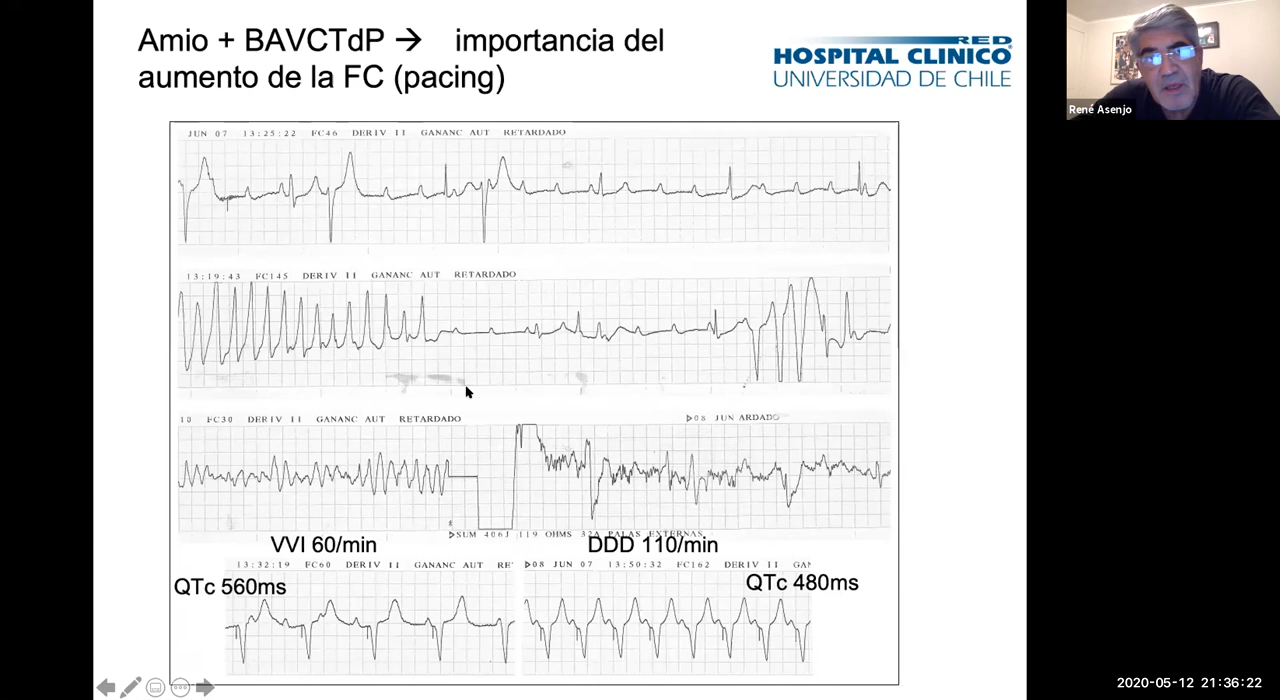 Amio + BAVCTdP → importancia del
aumento de la FC (pacing)
RED
HOSPITAL CLINICO
UNIVERSIDAD DE CHILE
René Asenjo
JUN 07 13:25:22 FC46 DERIV II GANANC AUT RETARDADO
13:19:43 FC145 DERIV II GANANC AUT RETARDADO
10 FC30 DERIV II GANANC AUT RETARDADO
▷08 JUN ARDADO
▷SUM 406J 119 OHMS 32A PALAS EXTERNAS
VVI 60/min
DDD 110/min
13:32:19 FC60 DERIV II GANANC AUT RE
▷08 JUN 07 13:50:32 FC162 DERIV II GAN
QTc 560ms
QTc 480ms
2020-05-12 21:36:22